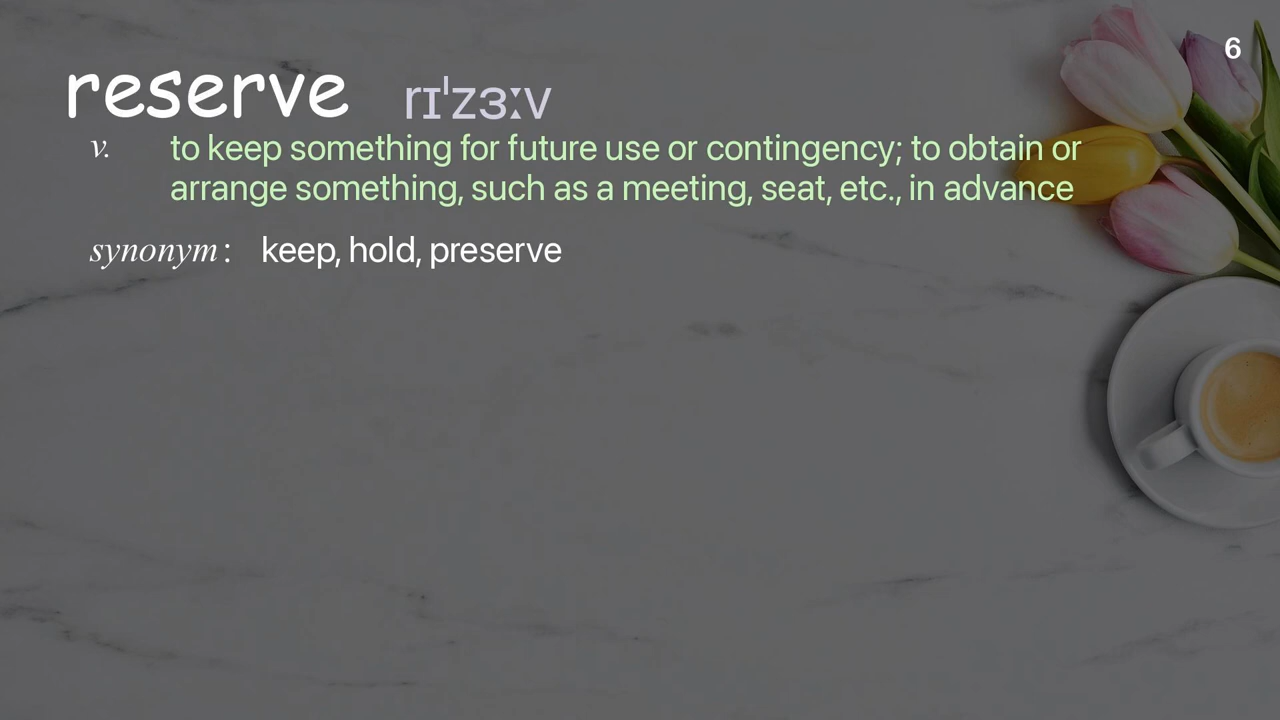 6
reserve rɪˈzɜːv
v. to keep something for future use or contingency; to obtain or
arrange something, such as a meeting, seat, etc., in advance
synonym: keep, hold, preserve